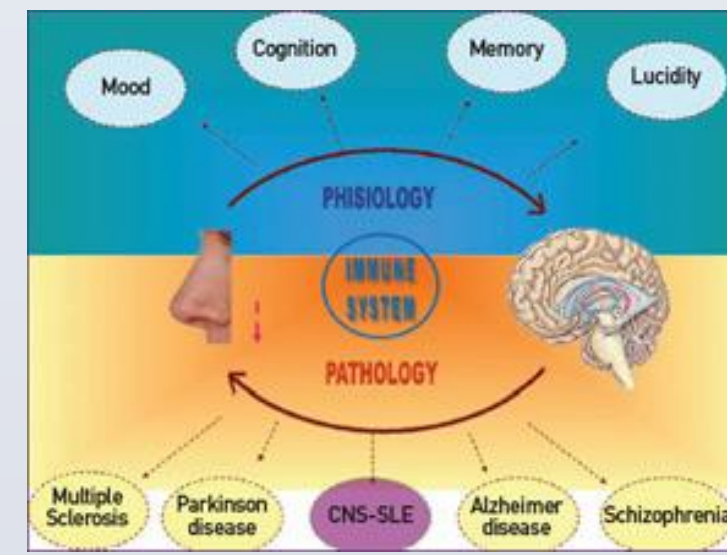 Cognition
Memory
Mood
Lucidity
PHISIOLOGY
IMMUNE
SYSTEM
PATHOLOGY
Multiple
Sclerosis
Parkinson
disease
CNS-SLE
Alzheimer
disease
Schizophrenia